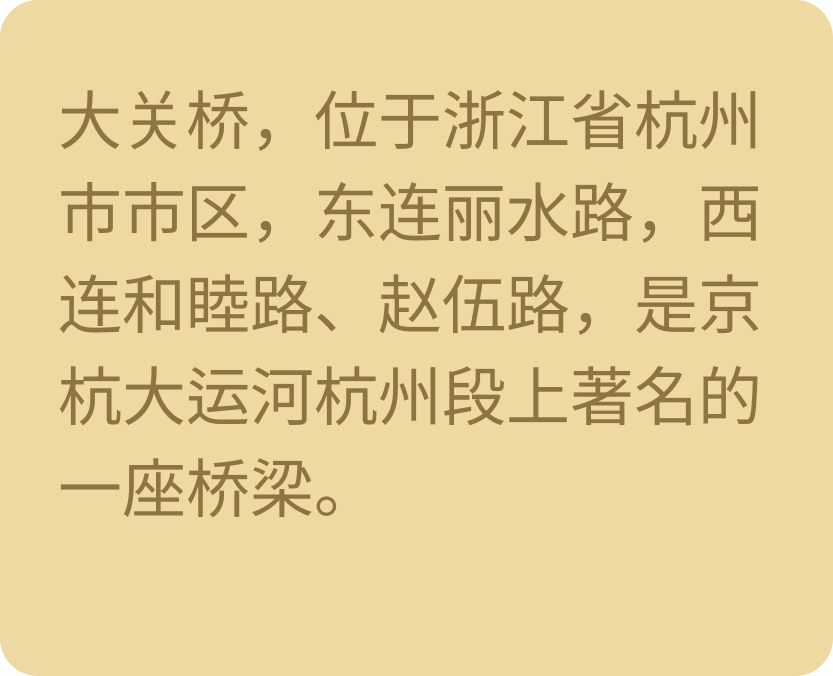 大关桥，位于浙江省杭州
市市区，东连丽水路，西
连和睦路、赵伍路，是京
杭大运河杭州段上著名的
一座桥梁。